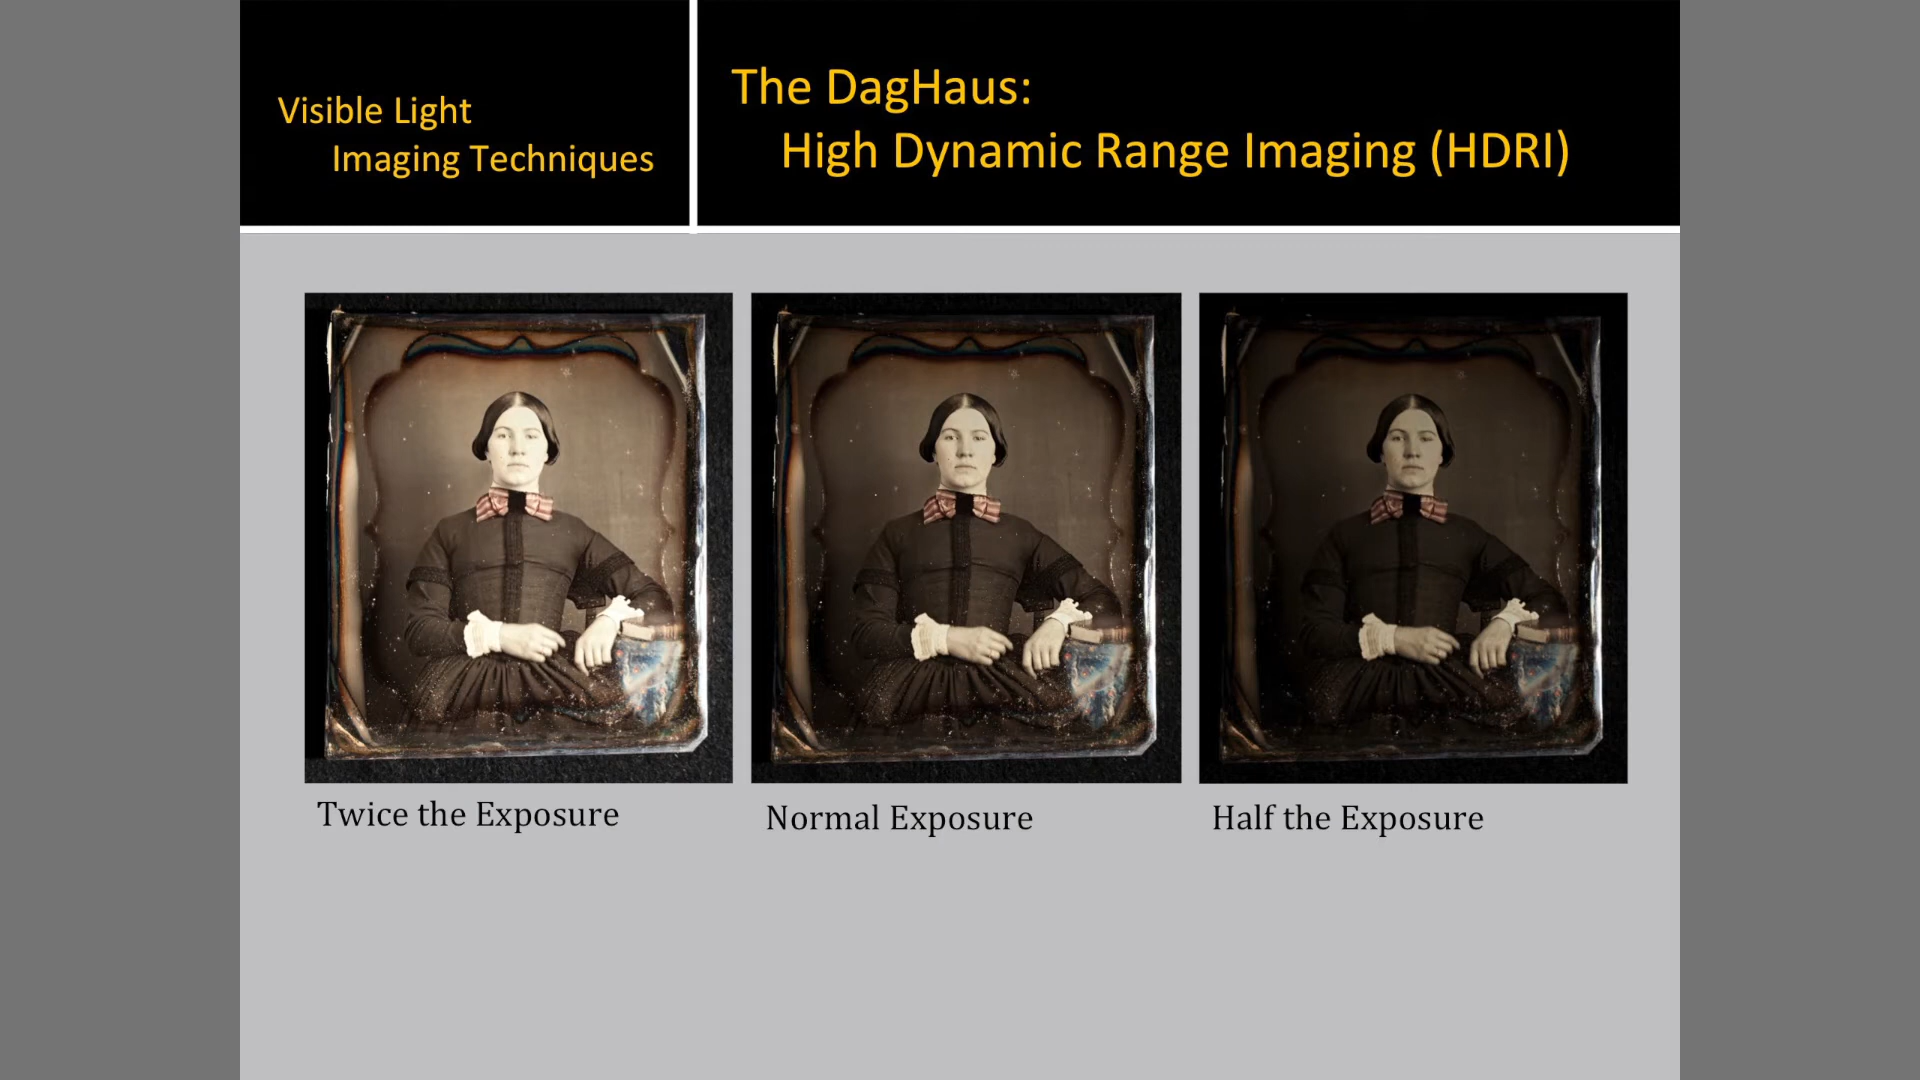 Visible Light
Imaging Techniques
The DagHaus:
High Dynamic Range Imaging (HDRI)
Twice the Exposure
Normal Exposure
Half the Exposure